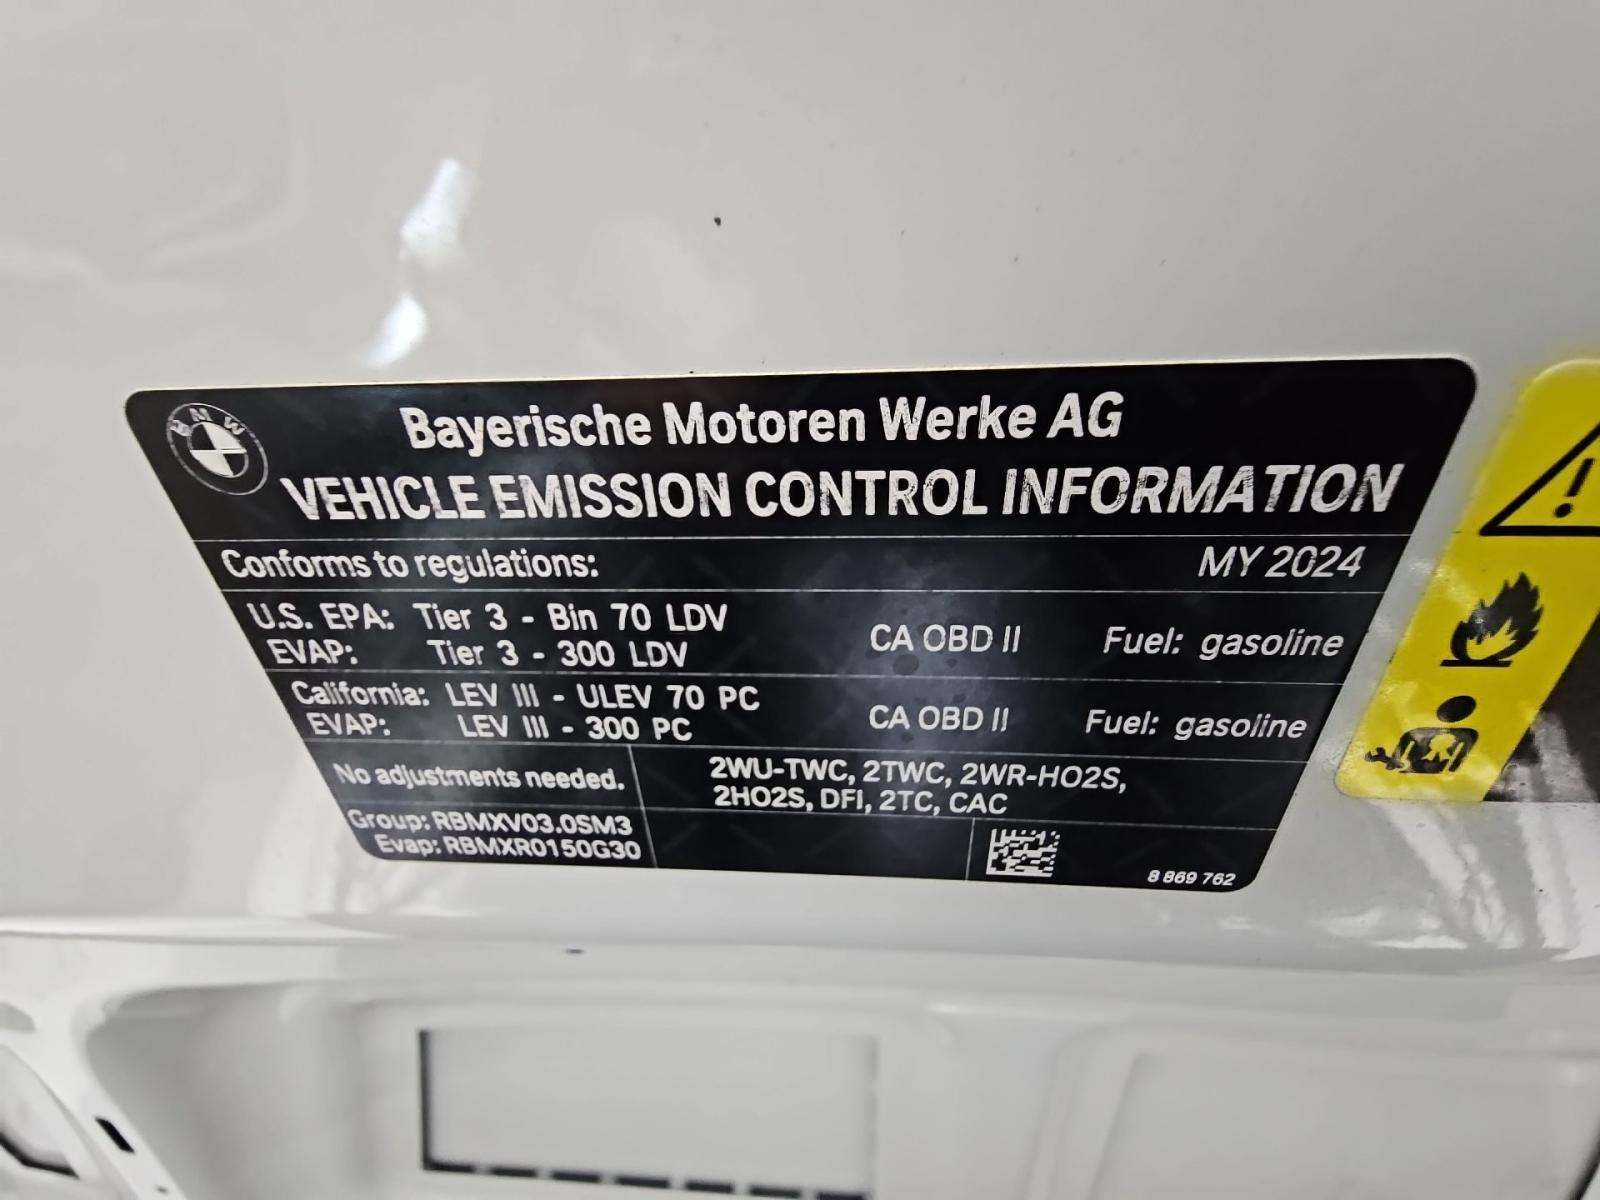 BMW
Bayerische Motoren Werke AG
VEHICLE EMISSION CONTROL INFORMATION
Conforms to regulations: MY 2024
U.S. EPA: Tier 3 - Bin 70 LDV
EVAP: Tier 3 - 300 LDV
CA OBD II Fuel: gasoline
California: LEV III - ULEV 70 PC
EVAP: LEV III - 300 PC
CA OBD II Fuel: gasoline
No adjustments needed.
2WU-TWC, 2TWC, 2WR-HO2S,
2HO2S, DFI, 2TC, CAC
Group: RBMXV03.0SM3
Evap: RBMXR0150G30
8 869 762